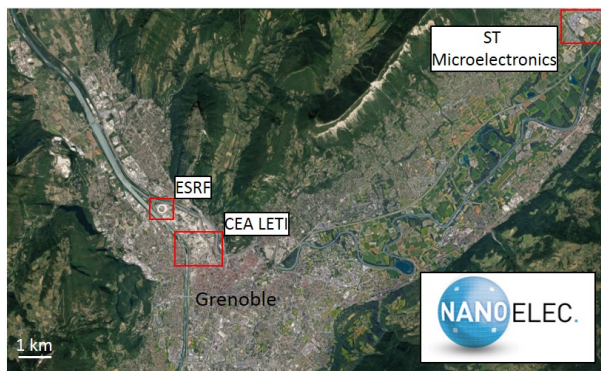 ST
Microelectronics
ESRF
CEA LETI
Grenoble
NANOELEC.
1 km